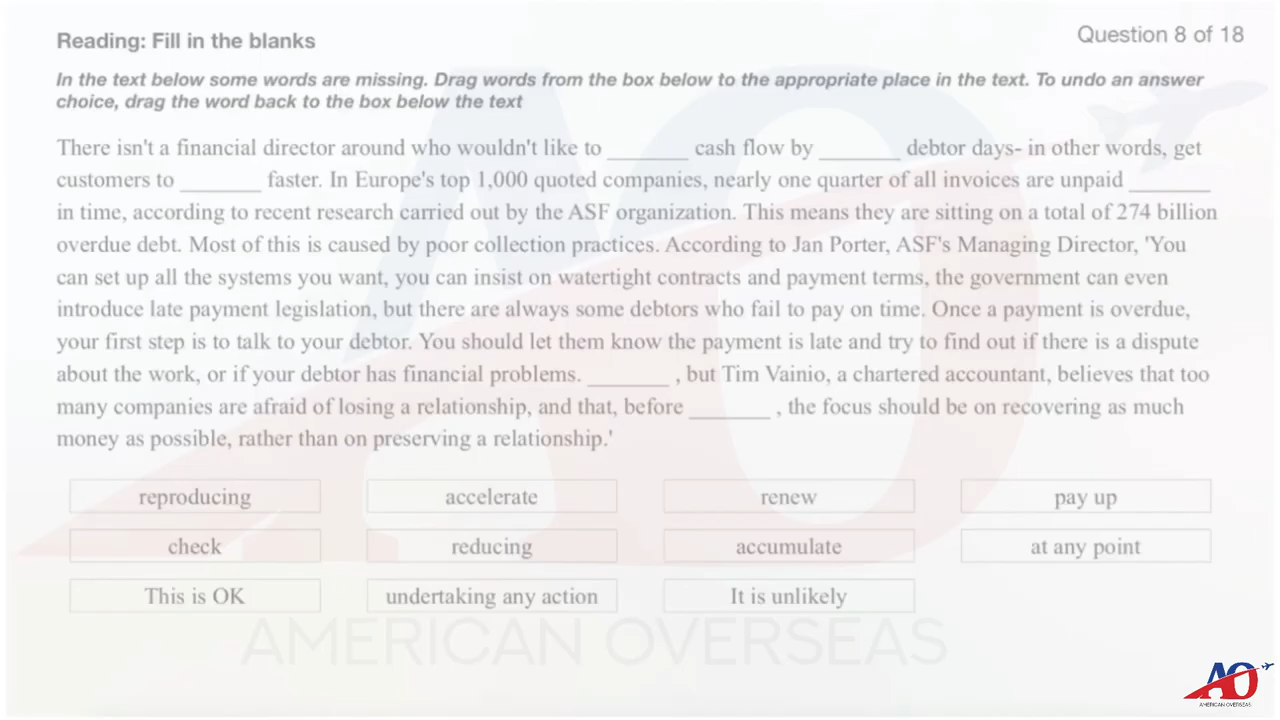 Reading: Fill in the blanks
Question 8 of 18
In the text below some words are missing. Drag words from the box below to the appropriate place in the text. To undo an answer
choice, drag the word back to the box below the text
There isn't a financial director around who wouldn't like to _______ cash flow by _______ debtor days- in other words, get
customers to _______ faster. In Europe's top 1,000 quoted companies, nearly one quarter of all invoices are unpaid _______
in time, according to recent research carried out by the ASF organization. This means they are sitting on a total of 274 billion
overdue debt. Most of this is caused by poor collection practices. According to Jan Porter, ASF's Managing Director, 'You
can set up all the systems you want, you can insist on watertight contracts and payment terms, the government can even
introduce late payment legislation, but there are always some debtors who fail to pay on time. Once a payment is overdue,
your first step is to talk to your debtor. You should let them know the payment is late and try to find out if there is a dispute
about the work, or if your debtor has financial problems. _______ , but Tim Vainio, a chartered accountant, believes that too
many companies are afraid of losing a relationship, and that, before _______ , the focus should be on recovering as much
money as possible, rather than on preserving a relationship.'
reproducing accelerate renew pay up
check reducing accumulate at any point
This is OK undertaking any action It is unlikely
AMERICAN OVERSEAS
AO
AMERICAN OVERSEAS